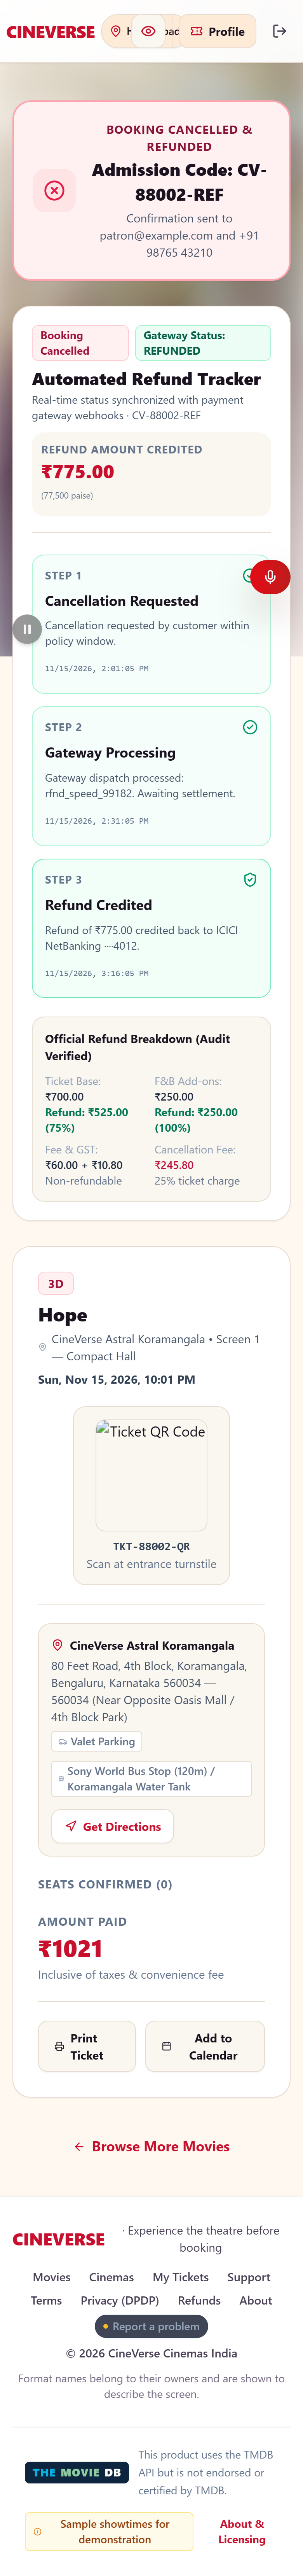 CINEVERSE
Profile
BOOKING CANCELLED &
REFUNDED
Admission Code: CV-
88002-REF
Confirmation sent to
patron@example.com and +91
98765 43210
Booking
Cancelled
Gateway Status:
REFUNDED
Automated Refund Tracker
Real-time status synchronized with payment
gateway webhooks · CV-88002-REF
REFUND AMOUNT CREDITED
₹775.00
(77,500 paise)
STEP 1
Cancellation Requested
Cancellation requested by customer within
policy window.
11/15/2026, 2:01:05 PM
STEP 2
Gateway Processing
Gateway dispatch processed:
rfnd_speed_99182. Awaiting settlement.
11/15/2026, 2:31:05 PM
STEP 3
Refund Credited
Refund of ₹775.00 credited back to ICICI
NetBanking ····4012.
11/15/2026, 3:16:05 PM
Official Refund Breakdown (Audit
Verified)
Ticket Base:
₹700.00
Refund: ₹525.00
(75%)
F&B Add-ons:
₹250.00
Refund: ₹250.00
(100%)
Fee & GST:
₹60.00 + ₹10.80
Non-refundable
Cancellation Fee:
₹245.80
25% ticket charge
3D
Hope
CineVerse Astral Koramangala • Screen 1
— Compact Hall
Sun, Nov 15, 2026, 10:01 PM
Ticket QR Code
TKT-88002-QR
Scan at entrance turnstile
CineVerse Astral Koramangala
80 Feet Road, 4th Block, Koramangala,
Bengaluru, Karnataka 560034 —
560034 (Near Opposite Oasis Mall /
4th Block Park)
Valet Parking
Sony World Bus Stop (120m) /
Koramangala Water Tank
Get Directions
SEATS CONFIRMED (0)
AMOUNT PAID
₹1021
Inclusive of taxes & convenience fee
Print
Ticket
Add to
Calendar
← Browse More Movies
CINEVERSE
· Experience the theatre before
booking
Movies Cinemas My Tickets Support
Terms Privacy (DPDP) Refunds About
Report a problem
© 2026 CineVerse Cinemas India
Format names belong to their owners and are shown to
describe the screen.
THE MOVIE DB
This product uses the TMDB
API but is not endorsed or
certified by TMDB.
Sample showtimes for
demonstration
About &
Licensing